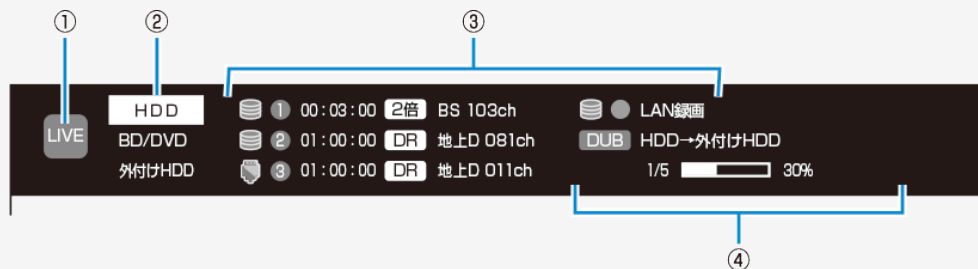 ① ② ③
LIVE
HDD
BD/DVD
外付けHDD
① 00:03:00 2倍 BS 103ch
② 01:00:00 DR 地上D 081ch
③ 01:00:00 DR 地上D 011ch
LAN録画
DUB HDD→外付けHDD
1/5 30%
④